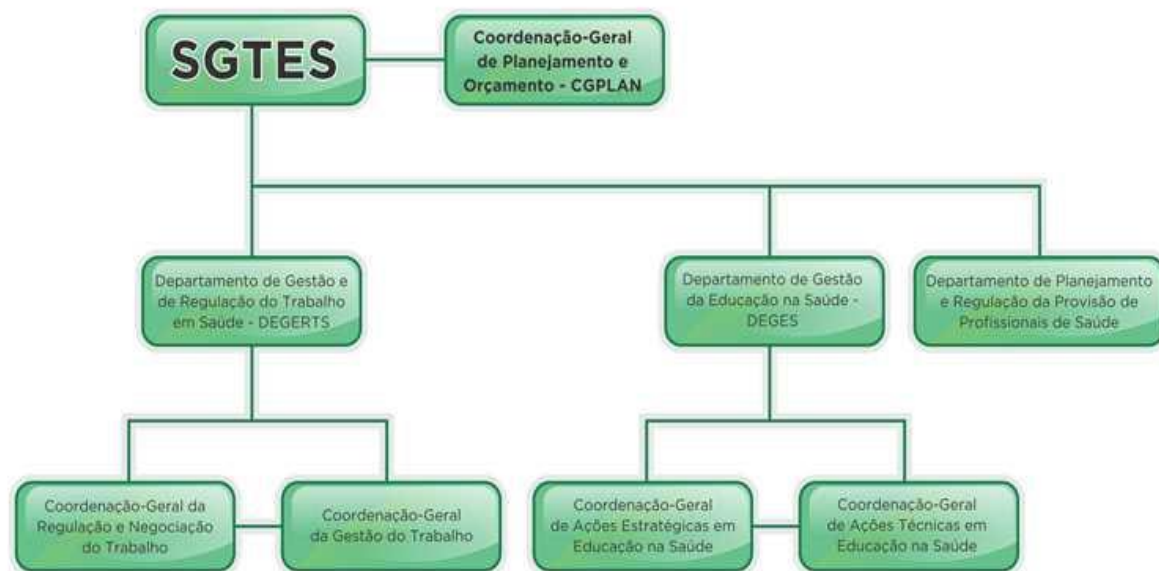 SGTES
Coordenação-Geral
de Planejamento e
Orçamento - CGPLAN
Departamento de Gestão e
de Regulação do Trabalho
em Saúde - DEGERTS
Departamento de Gestão
da Educação na Saúde -
DEGES
Departamento de Planejamento
e Regulação da Provisão de
Profissionais de Saúde
Coordenação-Geral da
Regulação e Negociação
do Trabalho
Coordenação-Geral
da Gestão do Trabalho
Coordenação-Geral
de Ações Estratégicas em
Educação na Saúde
Coordenação-Geral
de Ações Técnicas em
Educação na Saúde